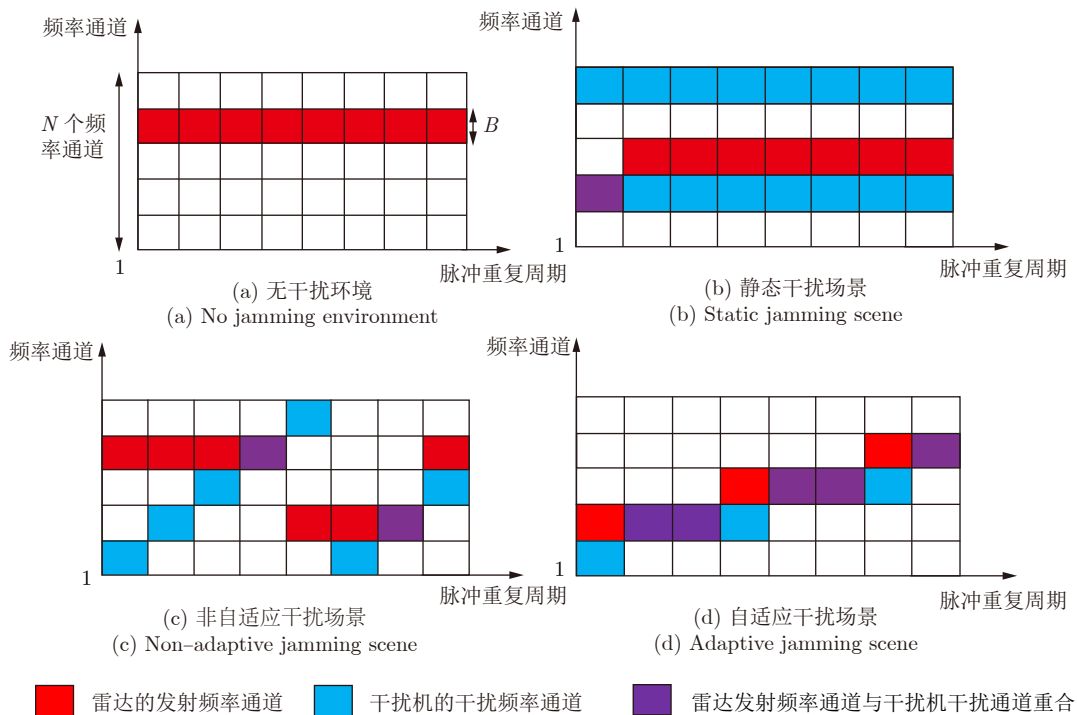 频率通道
N 个频
率通道
B
1
脉冲重复周期
(a) 无干扰环境
(a) No jamming environment
频率通道
1
脉冲重复周期
(b) 静态干扰场景
(b) Static jamming scene
频率通道
1
脉冲重复周期
(c) 非自适应干扰场景
(c) Non–adaptive jamming scene
频率通道
1
脉冲重复周期
(d) 自适应干扰场景
(d) Adaptive jamming scene
雷达的发射频率通道
干扰机的干扰频率通道
雷达发射频率通道与干扰机干扰通道重合